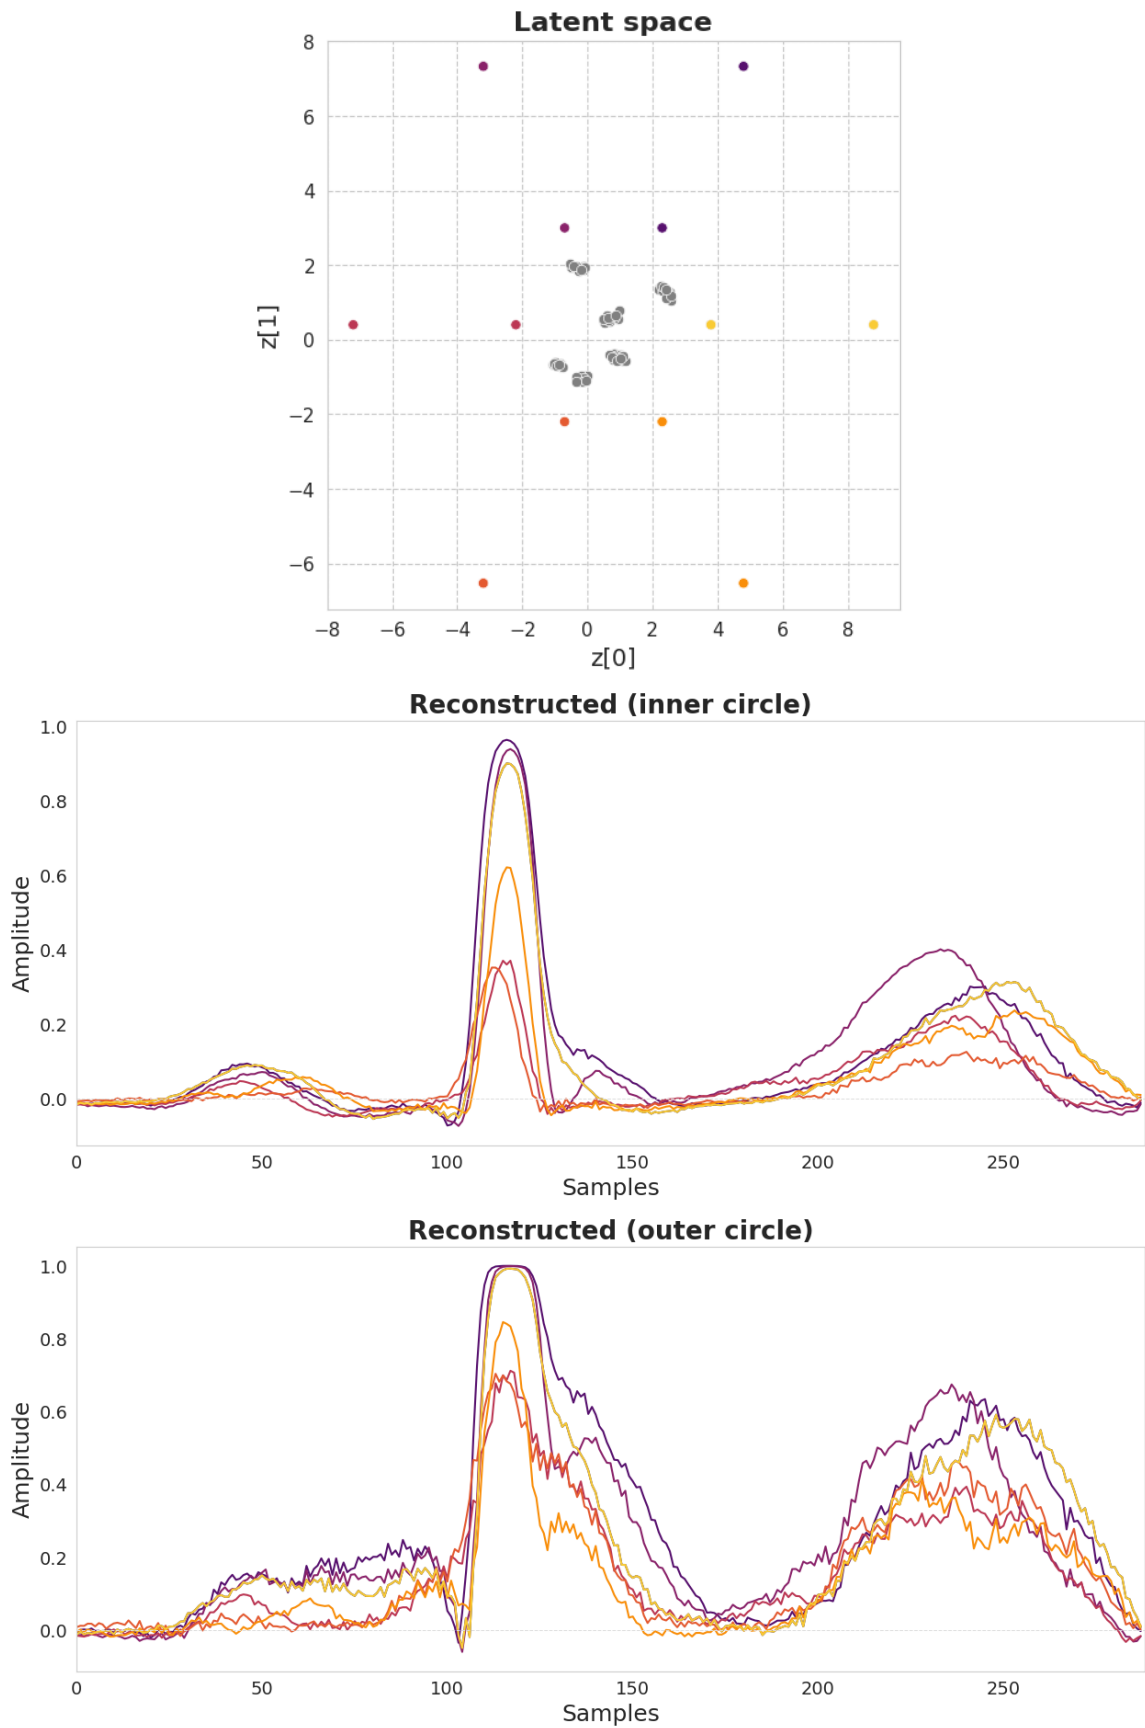 Latent space
8
6
4
2
0
−2
−4
−6
z[1]
−8 −6 −4 −2 0 2 4 6 8
z[0]
Reconstructed (inner circle)
1.0
0.8
0.6
0.4
0.2
0.0
Amplitude
0 50 100 150 200 250
Samples
Reconstructed (outer circle)
1.0
0.8
0.6
0.4
0.2
0.0
Amplitude
0 50 100 150 200 250
Samples